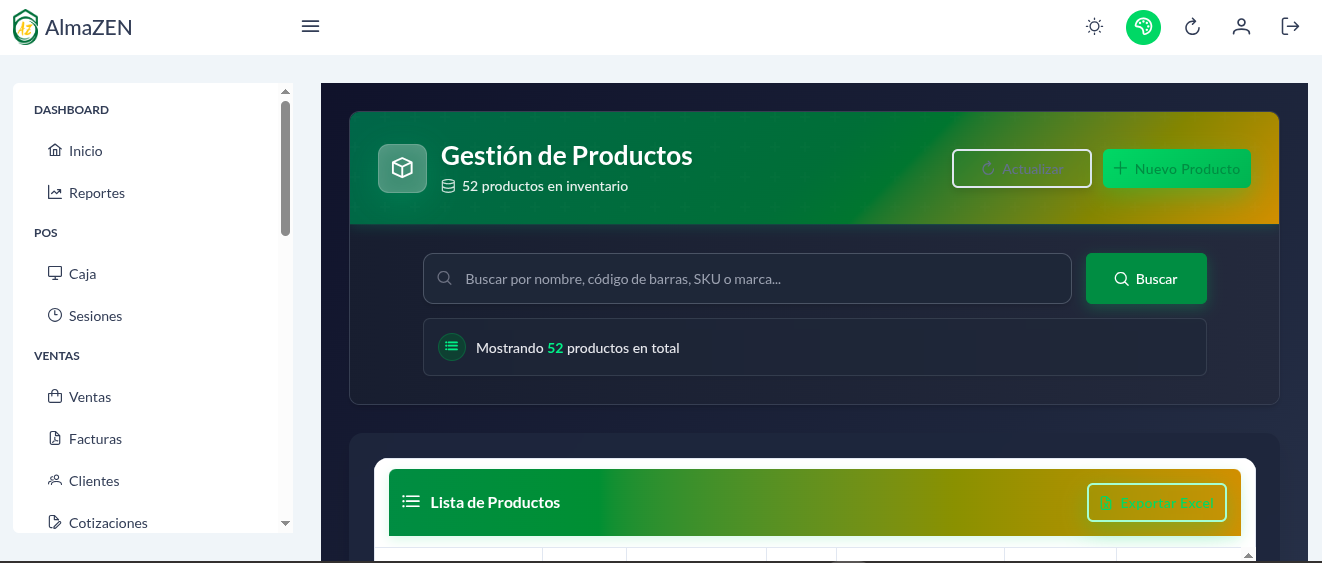 AlmaZEN
DASHBOARD
Inicio
Reportes
POS
Caja
Sesiones
VENTAS
Ventas
Facturas
Clientes
Cotizaciones
Gestión de Productos
52 productos en inventario
Actualizar
Nuevo Producto
Buscar por nombre, código de barras, SKU o marca...
Buscar
Mostrando 52 productos en total
Lista de Productos
Exportar Excel